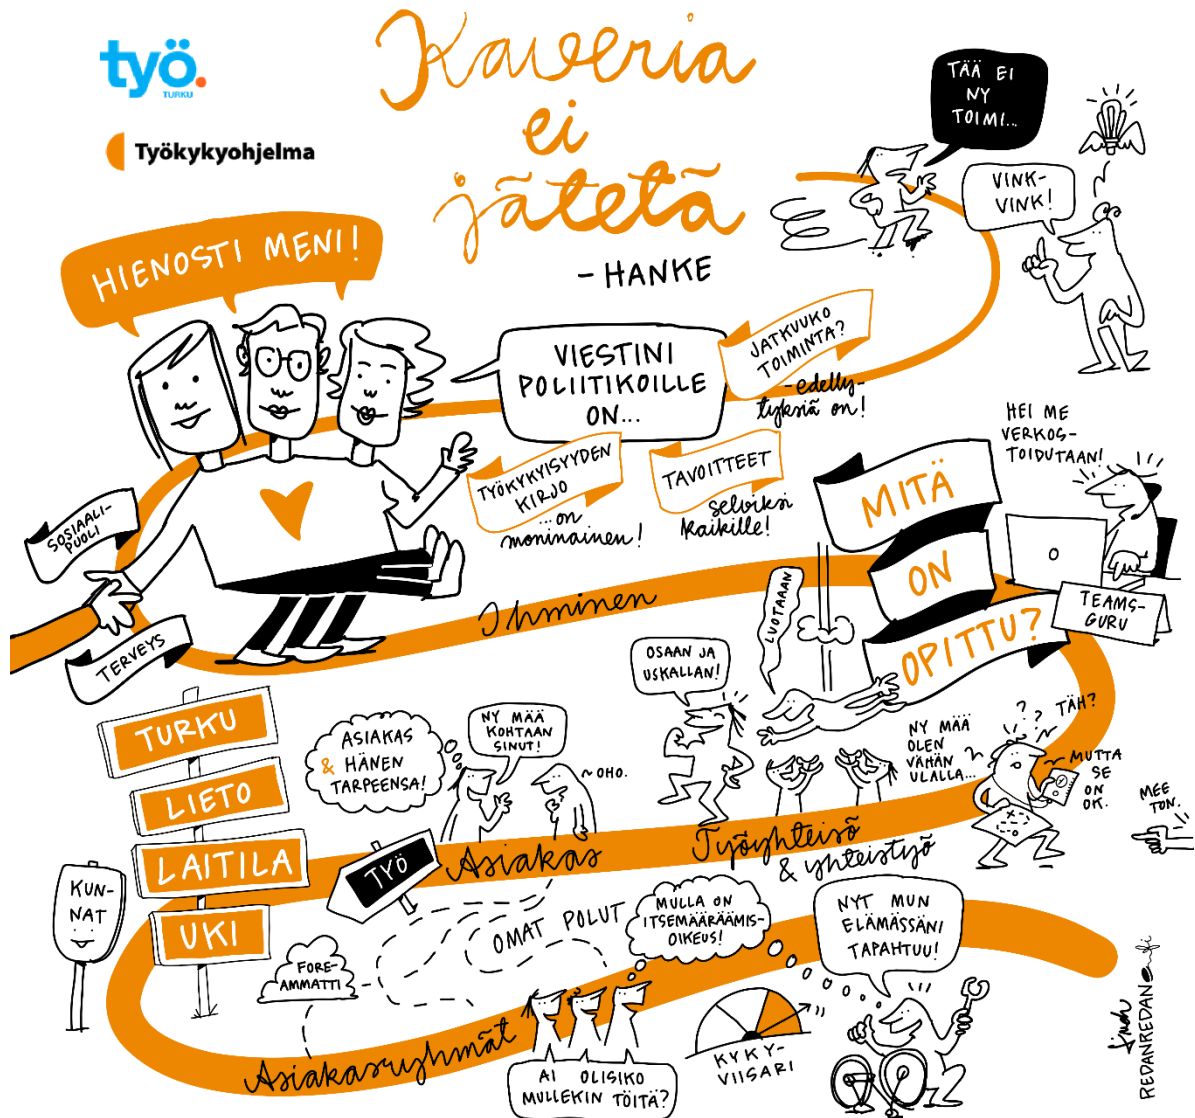 työ.
TURKU
Työkykyohjelma
Kaveria
ei
jätetä
- HANKE
TÄÄ EI
NY
TOIMI...
VINK-
VINK!
HIENOSTI MENI!
VIESTINI
POLIITIKOILLE
ON...
JATKUUKO
TOIMINTA?
- edelly-
tyksiä on!
TYÖKYKYISYYDEN
KIRJO
...on
moninainen!
TAVOITTEET
selviksi
kaikille!
HEI ME
VERKOS-
TOIDUTAAN!
MITÄ
ON
OPITTU?
TEAMS-
GURU
SOSIAALI-
PUOLI
TERVEYS
Ihminen
LUOTAAAN
OSAAN JA
USKALLAN!
TURKU
LIETO
LAITILA
UKI
KUN-
NAT
ASIAKAS
& HÄNEN
TARPEENSA!
NY MÄÄ
KOHTAAN
SINUT!
~ OHO.
NY MÄÄ
OLEN
VÄHÄN
ULALLA...
? ? TÄH?
MUTTA
SE
ON
OK.
MEE
TON.
TYÖ
Asiakas
Työyhteisö
& yhteistyö
OMAT POLUT
MULLA ON
ITSEMÄÄRÄÄMIS-
OIKEUS!
NYT MUN
ELÄMÄSSÄNI
TAPAHTUU!
FORE-
AMMATTI
Asiakasryhmät
AI OLISIKO
MULLEKIN TÖITÄ?
KYKY-
VIISARI
REDANREDAN